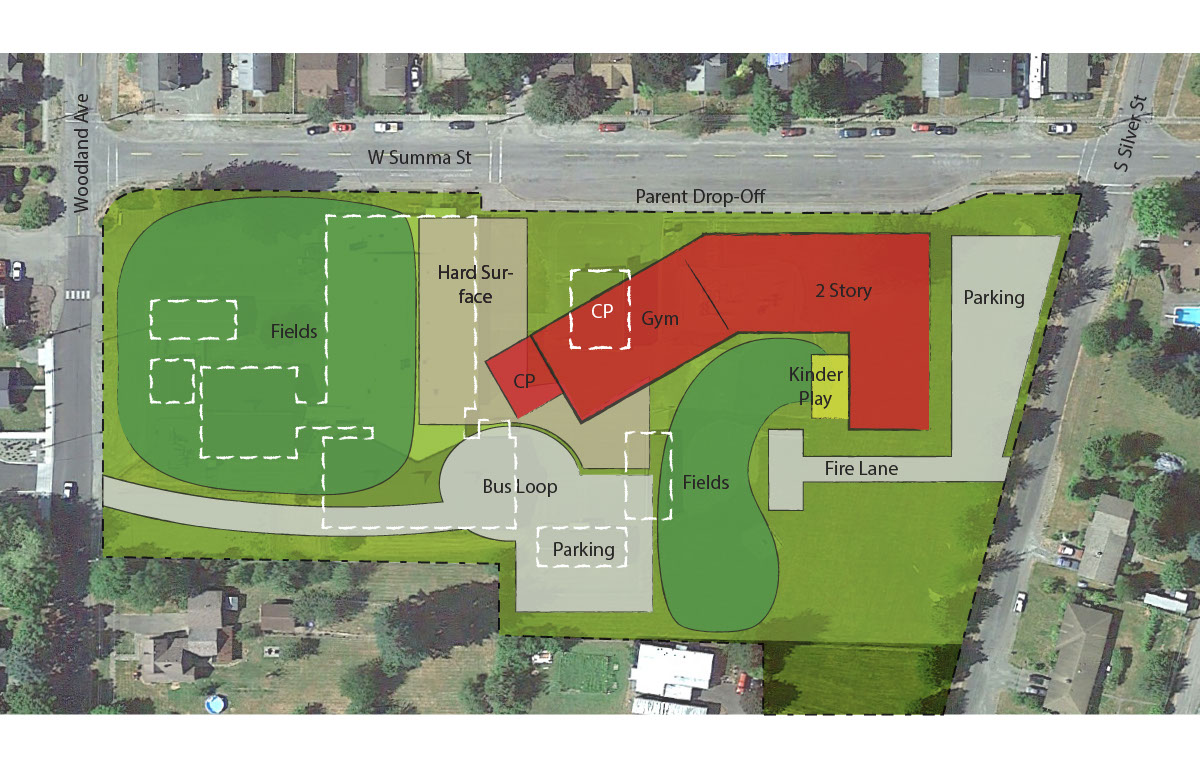 Woodland Ave
W Summa St
S Silver St
Parent Drop-Off
Hard Sur-
face
CP
Gym
2 Story
Parking
Fields
CP
Kinder
Play
Bus Loop
Fields
Fire Lane
Parking